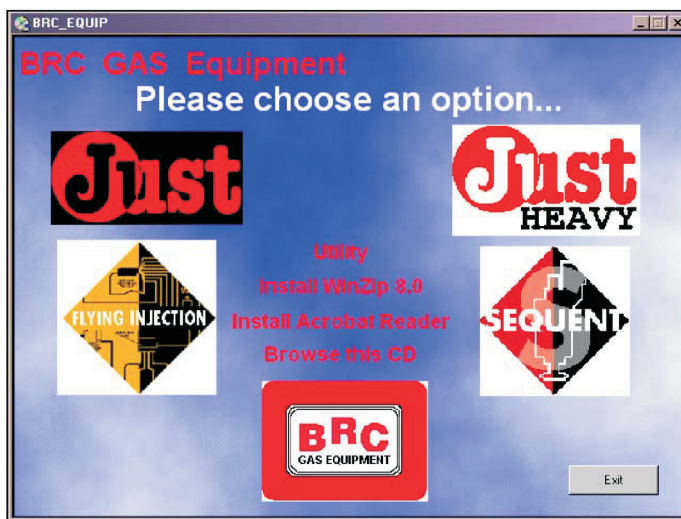 BRC_EQUIP
BRC GAS Equipment
Please choose an option...
Just
Just
HEAVY
Utility
Install WinZip 8.0
Install Acrobat Reader
Browse this CD
FLYING INJECTION
SEQUENT
BRC
GAS EQUIPMENT
Exit